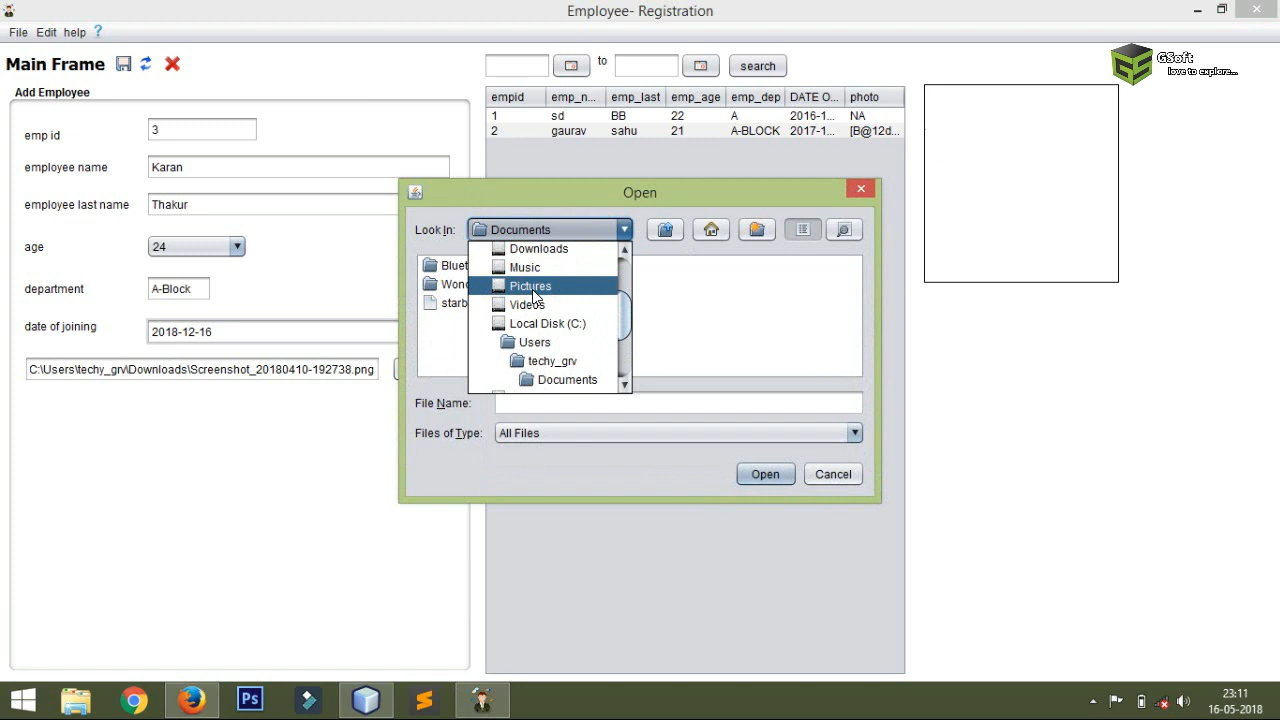 Employee- Registration
File Edit help ?
Main Frame
to
search
GSoft
love to explore...
Add Employee
emp id
3
employee name
Karan
employee last name
Thakur
age
24
department
A-Block
date of joining
2018-12-16
C:\Users\techy_grv\Downloads\Screenshot_20180410-192738.png
empid emp_n... emp_last emp_age emp_dep DATE O... photo
1 sd BB 22 A 2016-1... NA
2 gaurav sahu 21 A-BLOCK 2017-1... [B@12d...
Open
Look In:
Documents
Downloads
Music
Pictures
Videos
Local Disk (C:)
Users
techy_grv
Documents
Bluet
Wond
starb
File Name:
Files of Type:
All Files
Open
Cancel
Ps
23:11
16-05-2018